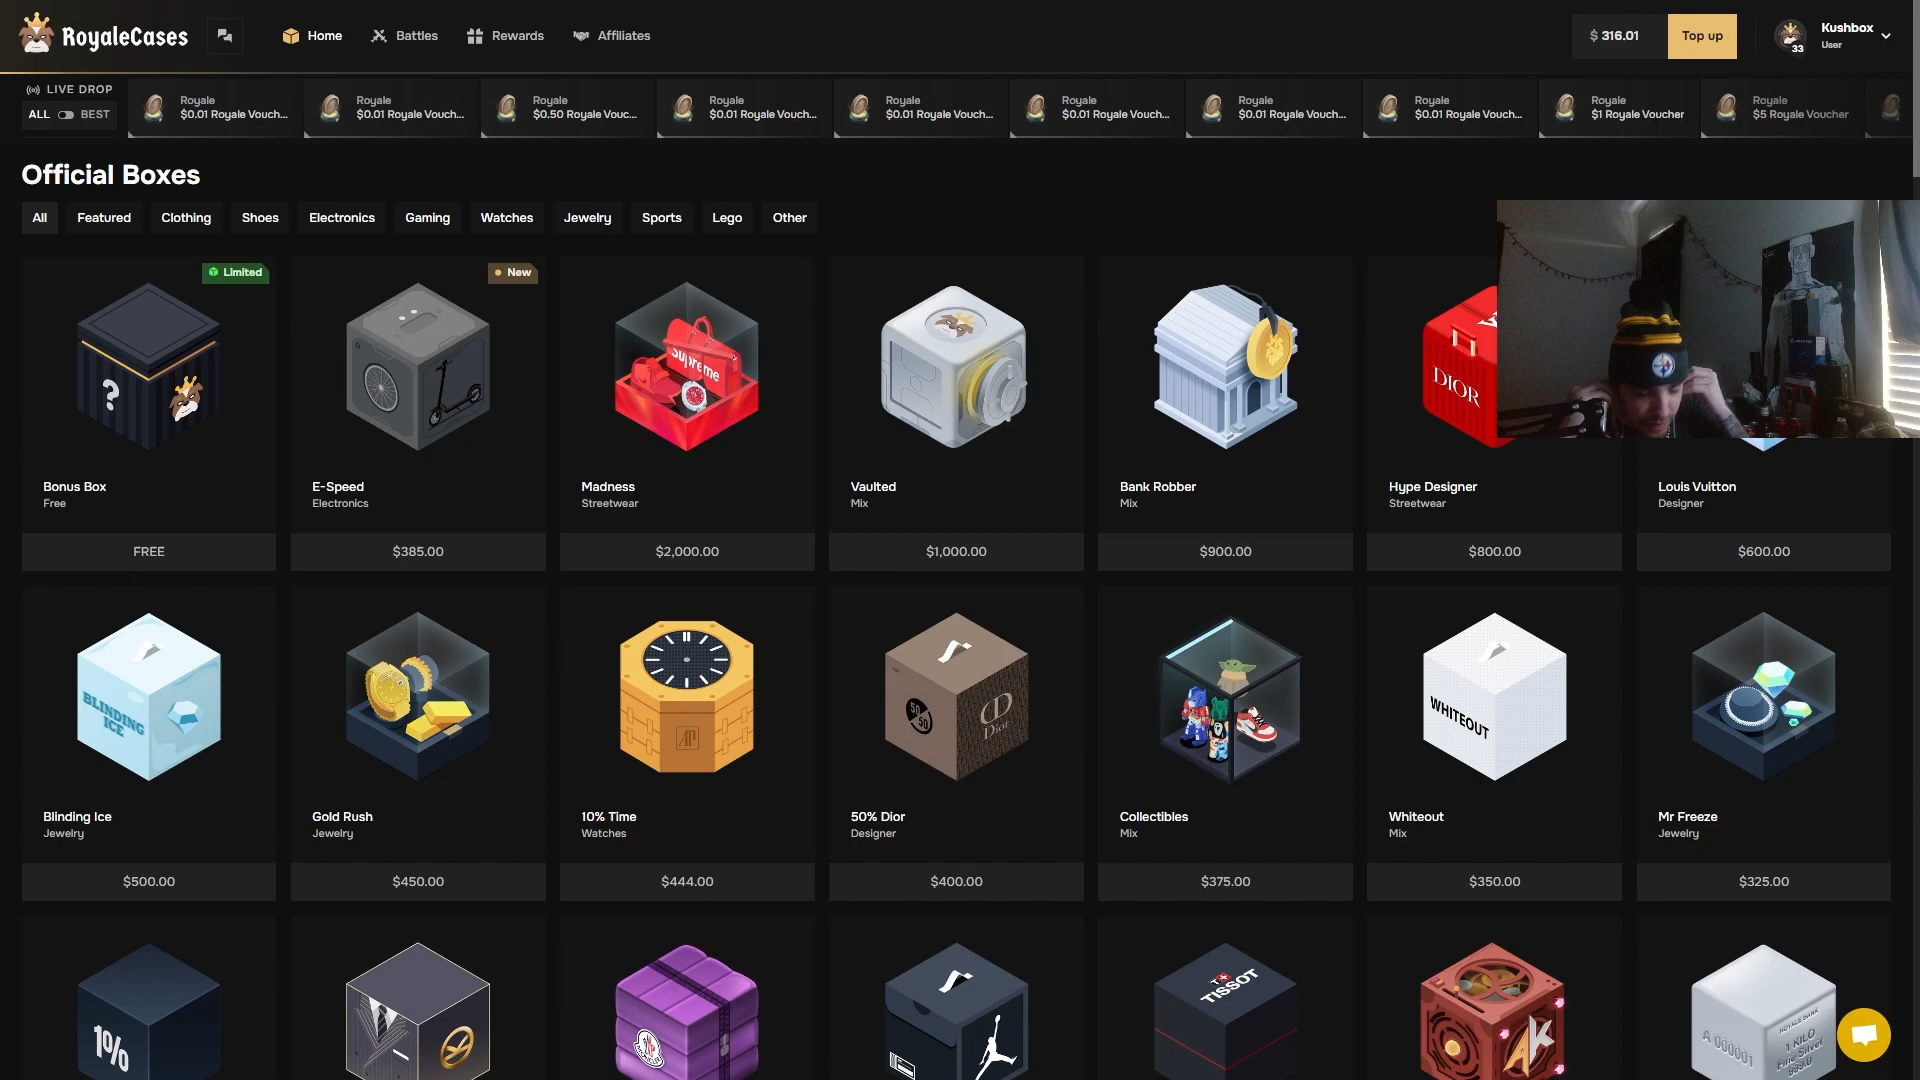 RoyaleCases
Home
Battles
Rewards
Affiliates
$ 316.01
Top up
33
Kushbox
User
LIVE DROP
ALL
BEST
Royale
$0.01 Royale Vouch...
Royale
$0.01 Royale Vouch...
Royale
$0.50 Royale Vouc...
Royale
$0.01 Royale Vouch...
Royale
$0.01 Royale Vouch...
Royale
$0.01 Royale Vouch...
Royale
$0.01 Royale Vouch...
Royale
$0.01 Royale Vouch...
Royale
$1 Royale Voucher
Royale
$5 Royale Voucher
Official Boxes
All
Featured
Clothing
Shoes
Electronics
Gaming
Watches
Jewelry
Sports
Lego
Other
Limited
New
?
Supreme
DIOR
Bonus Box
Free
E-Speed
Electronics
Madness
Streetwear
Vaulted
Mix
Bank Robber
Mix
Hype Designer
Streetwear
Louis Vuitton
Designer
FREE
$385.00
$2,000.00
$1,000.00
$900.00
$800.00
$600.00
BLINDING
ICE
AP
50
50
Dior
WHITEOUT
Blinding Ice
Jewelry
Gold Rush
Jewelry
10% Time
Watches
50% Dior
Designer
Collectibles
Mix
Whiteout
Mix
Mr Freeze
Jewelry
$500.00
$450.00
$444.00
$400.00
$375.00
$350.00
$325.00
1%
MONCLER
TISSOT
AK
A 000001
ROYALE BANK
1 KILO
Fine Silver
999.0